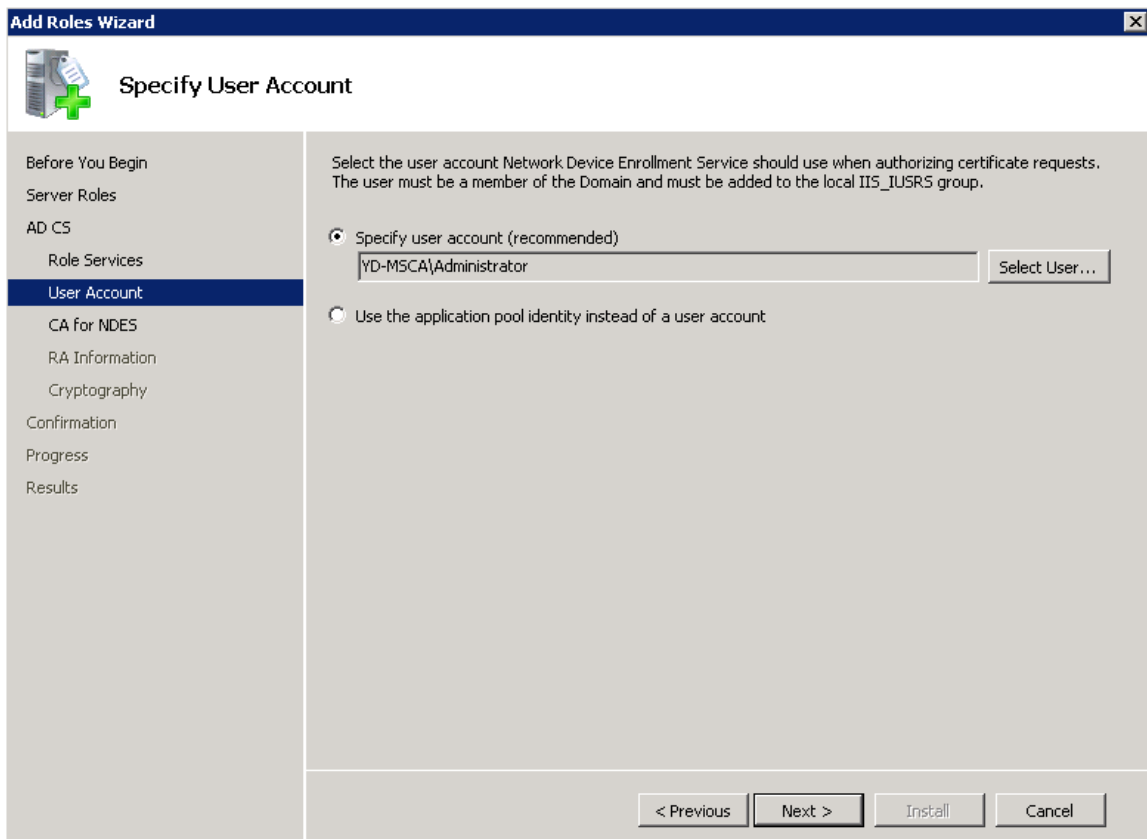 Add Roles Wizard
Specify User Account
Before You Begin
Server Roles
AD CS
Role Services
User Account
CA for NDES
RA Information
Cryptography
Confirmation
Progress
Results
Select the user account Network Device Enrollment Service should use when authorizing certificate requests.
The user must be a member of the Domain and must be added to the local IIS_IUSRS group.
Specify user account (recommended)
YD-MSCA\Administrator
Select User...
Use the application pool identity instead of a user account
< Previous
Next >
Install
Cancel